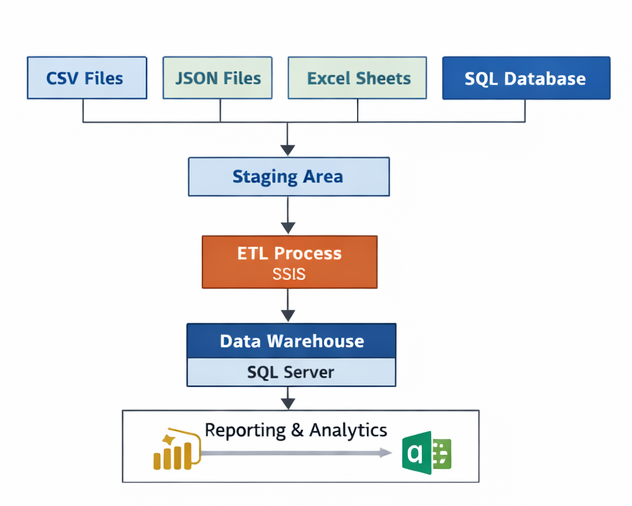 CSV Files
JSON Files
Excel Sheets
SQL Database
Staging Area
ETL Process
SSIS
Data Warehouse
SQL Server
Reporting & Analytics
q